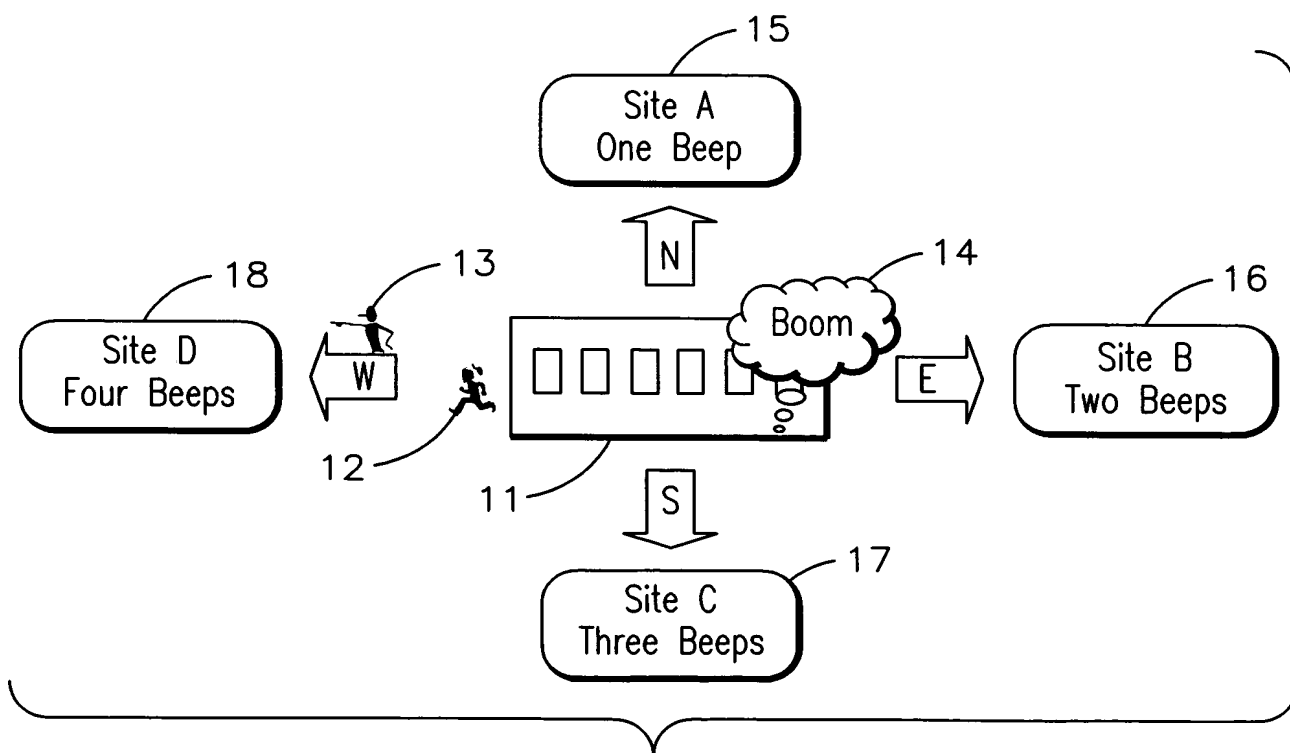 15
Site A
One Beep
N
14
13
18
16
Boom
Site D
Four Beeps
W
E
Site B
Two Beeps
12
11
S
17
Site C
Three Beeps